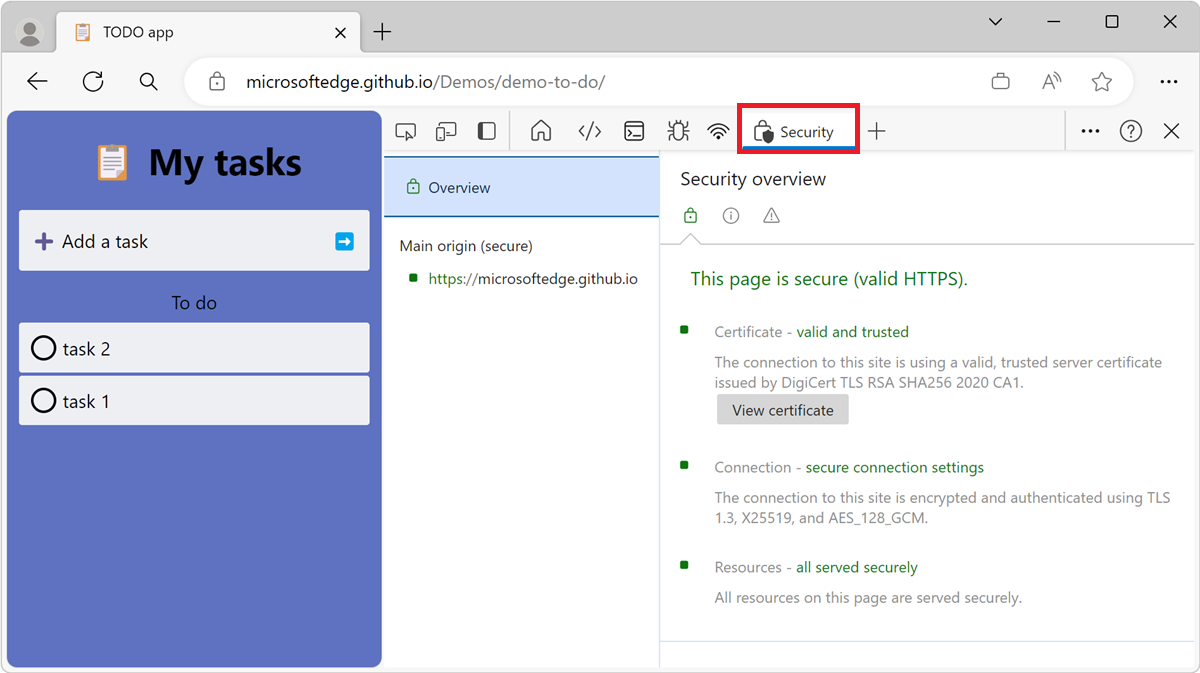 TODO app
microsoftedge.github.io/Demos/demo-to-do/
My tasks
Add a task
To do
task 2
task 1
Security
Overview
Main origin (secure)
https://microsoftedge.github.io
Security overview
This page is secure (valid HTTPS).
Certificate - valid and trusted
The connection to this site is using a valid, trusted server certificate
issued by DigiCert TLS RSA SHA256 2020 CA1.
View certificate
Connection - secure connection settings
The connection to this site is encrypted and authenticated using TLS
1.3, X25519, and AES_128_GCM.
Resources - all served securely
All resources on this page are served securely.